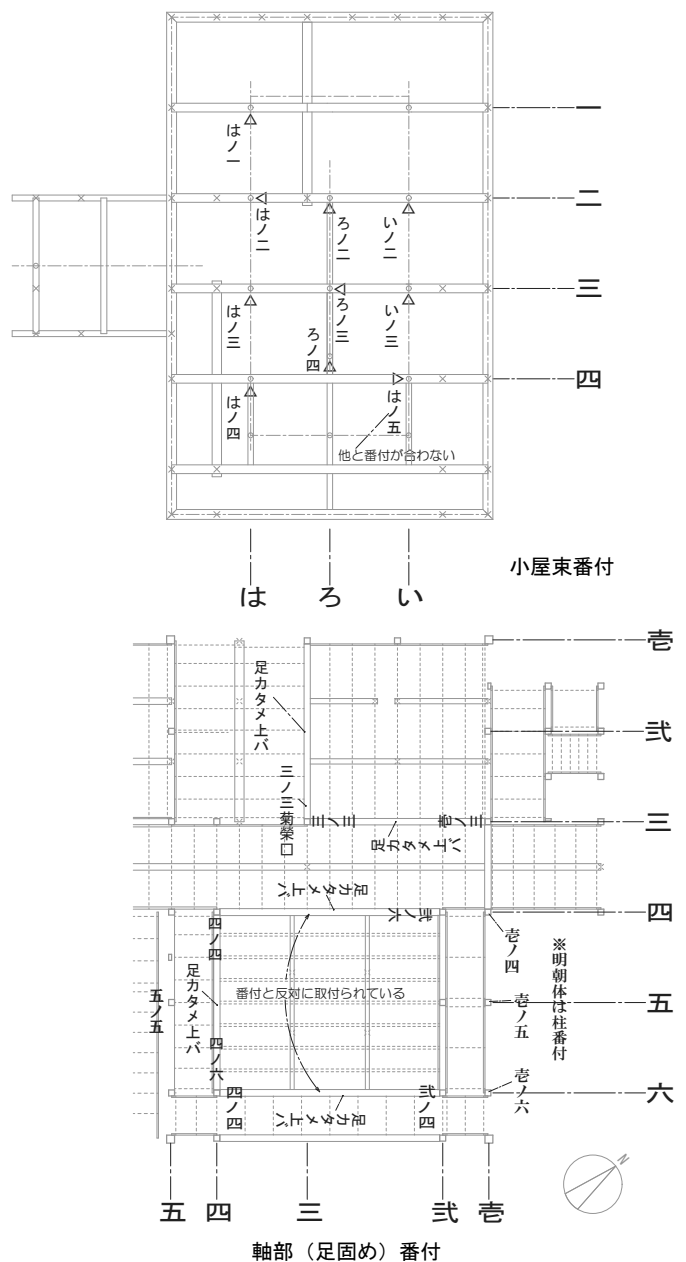 一
はノ一
二
はノ二
ろノ二
いノ二
三
はノ三
ろノ三
いノ三
ろノ四
四
はノ四
はノ五
他と番付が合わない
は
ろ
い
小屋束番付
壱
足カタメ上バ
弐
三ノ三菊榮□
三ノ三
壱ノ三
三
足カタメ上バ
足カタメ上バ
四ノ四
弐ノ六
四
壱ノ四
※明朝体は柱番付
足カタメ上バ
番付と反対に取付られている
五ノ五
壱ノ五
五
四ノ六
壱ノ六
六
四ノ四
足カタメ上バ
弐ノ四
N
五
四
三
弐
壱
軸部（足固め）番付